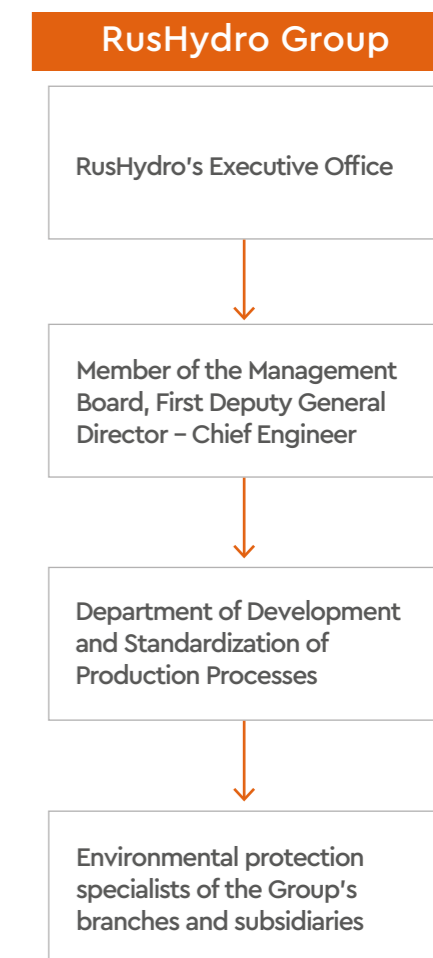 RusHydro Group
RusHydro's Executive Office
Member of the Management
Board, First Deputy General
Director – Chief Engineer
Department of Development
and Standardization of
Production Processes
Environmental protection
specialists of the Group's
branches and subsidiaries